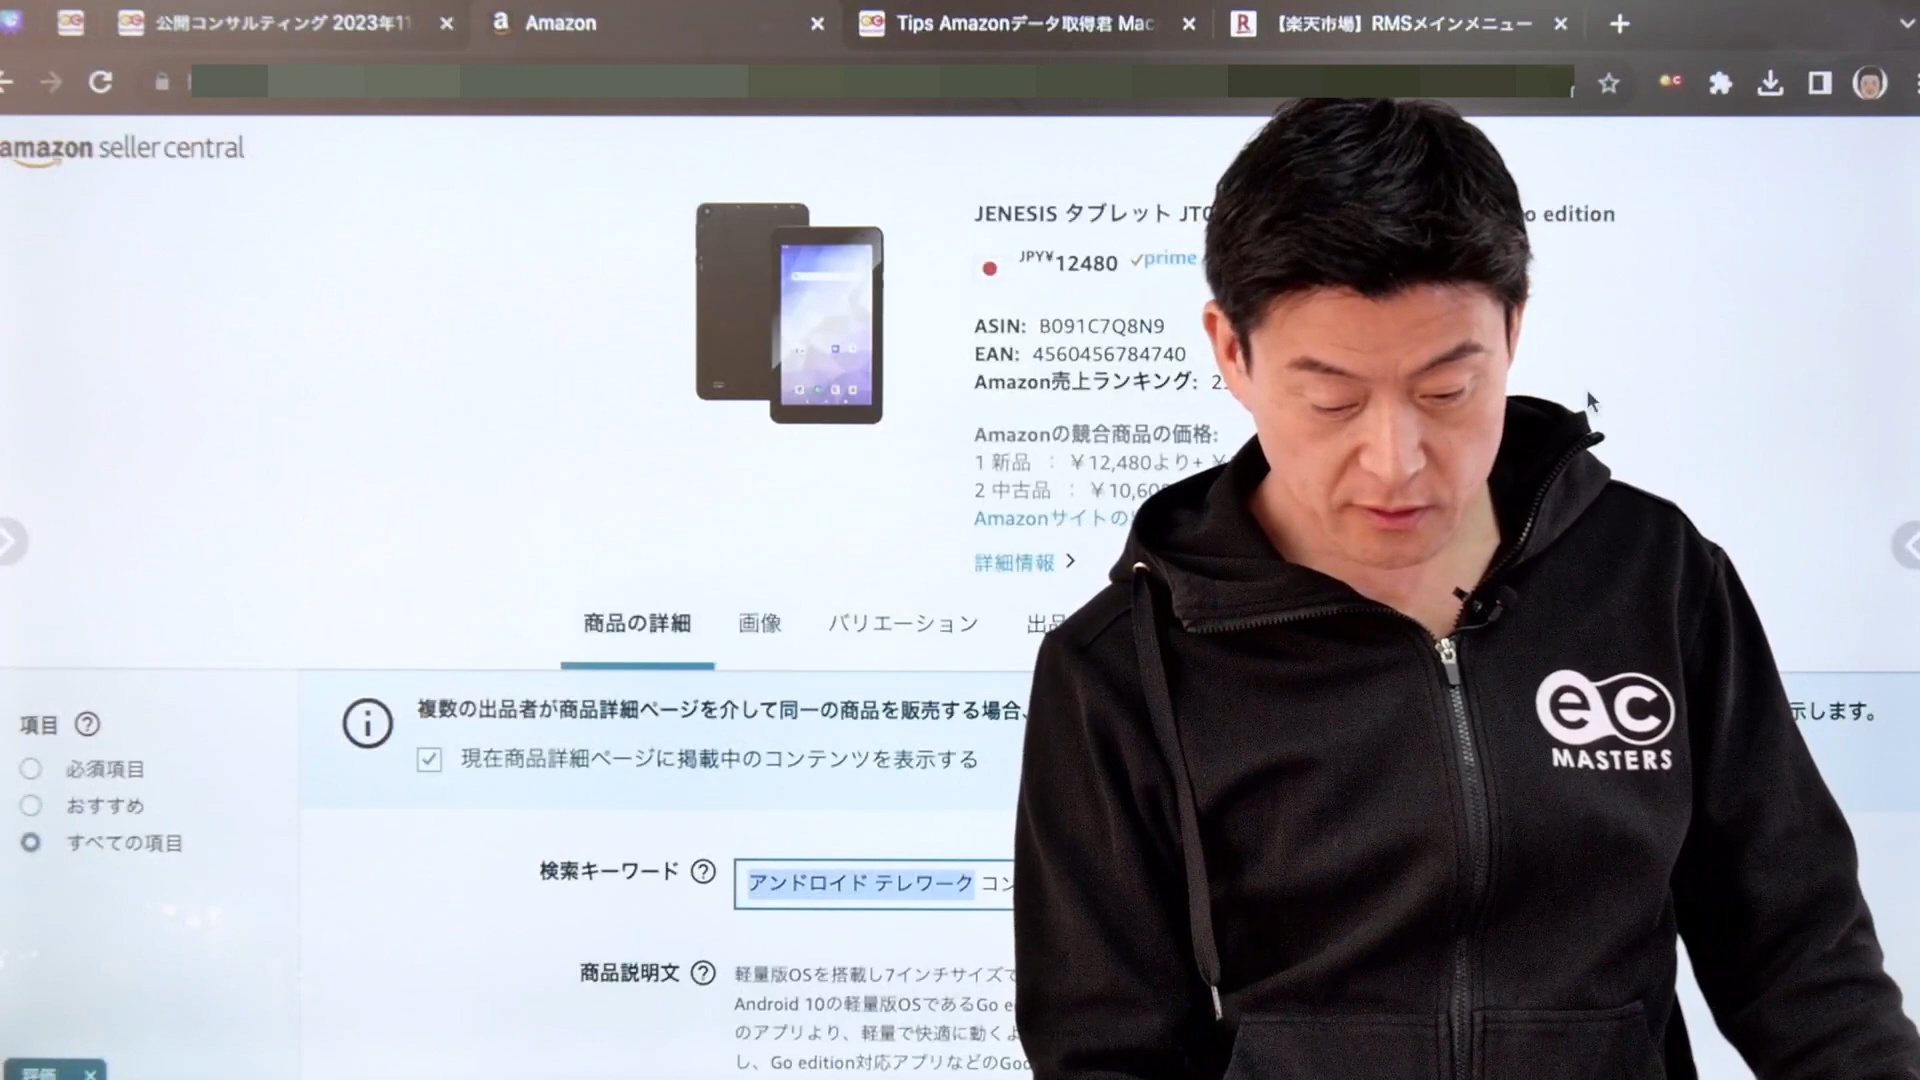 公開コンサルティング 2023年11
Amazon
Tips Amazonデータ取得君 Mac
【楽天市場】RMSメインメニュー
amazon seller central
JENESIS タブレット JT
o edition
JPY¥12480 prime
ASIN: B091C7Q8N9
EAN: 4560456784740
Amazon売上ランキング: 2
Amazonの競合商品の価格:
1 新品 : ¥12,480より+ ¥
2 中古品 : ¥10,60
Amazonサイトの
詳細情報
商品の詳細 画像 バリエーション 出品
項目
必須項目
おすすめ
すべての項目
複数の出品者が商品詳細ページを介して同一の商品を販売する場合、
示します。
現在商品詳細ページに掲載中のコンテンツを表示する
検索キーワード
アンドロイド テレワーク コン
商品説明文
軽量版OSを搭載し7インチサイズで
Android 10の軽量版OSであるGo e
のアプリより、軽量で快適に動くよ
し、Go edition対応アプリなどのGoo
評価
ec
MASTERS